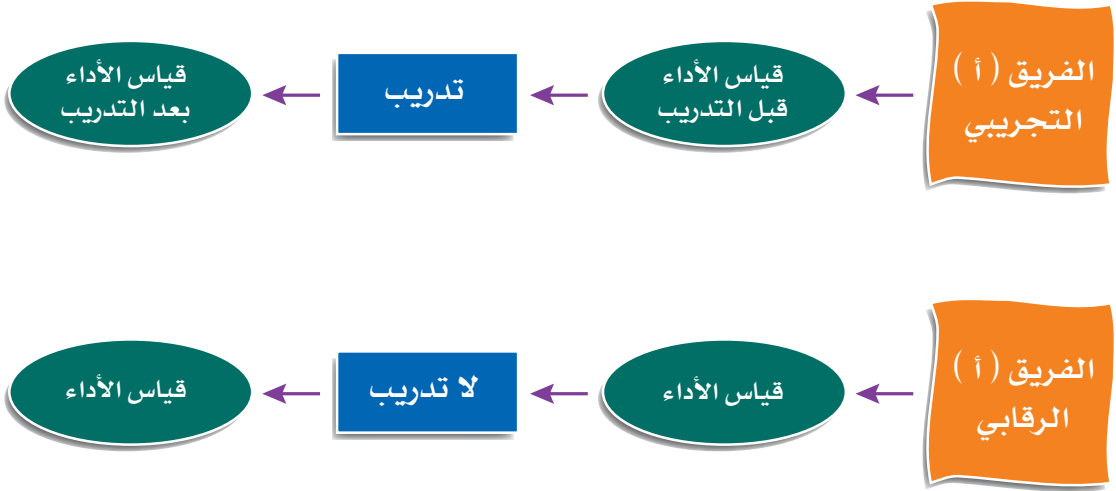 الفريق ( أ )
التجريبي
قياس الأداء
قبل التدريب
تدريب
قياس الأداء
بعد التدريب
الفريق ( أ )
الرقابي
قياس الأداء
لا تدريب
قياس الأداء